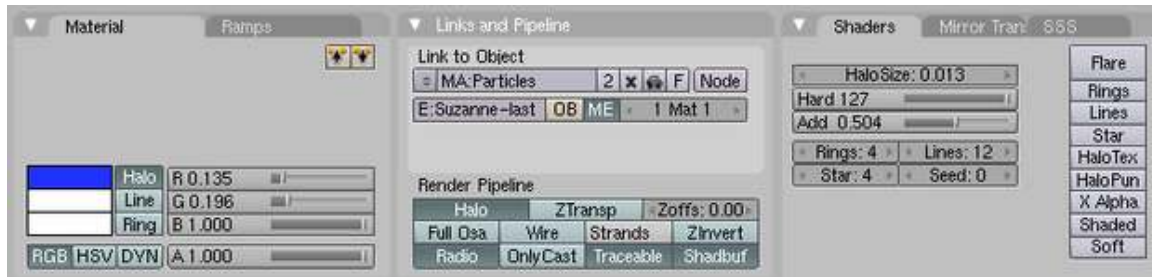 Material
Ramps
Halo R 0.135
Line G 0.196
Ring B 1.000
RGB HSV DYN A 1.000
Links and Pipeline
Link to Object
MA:Particles 2 X F Node
E:Suzanne-last OB ME 1 Mat 1
Render Pipeline
Halo ZTransp Zoffs: 0.00
Full Osa Wire Strands ZInvert
Radio OnlyCast Traceable Shadbuf
Shaders
Mirror Tran
SSS
HaloSize: 0.013
Hard 127
Add 0.504
Rings: 4 Lines: 12
Star: 4 Seed: 0
Flare
Rings
Lines
Star
HaloTex
HaloPun
X Alpha
Shaded
Soft